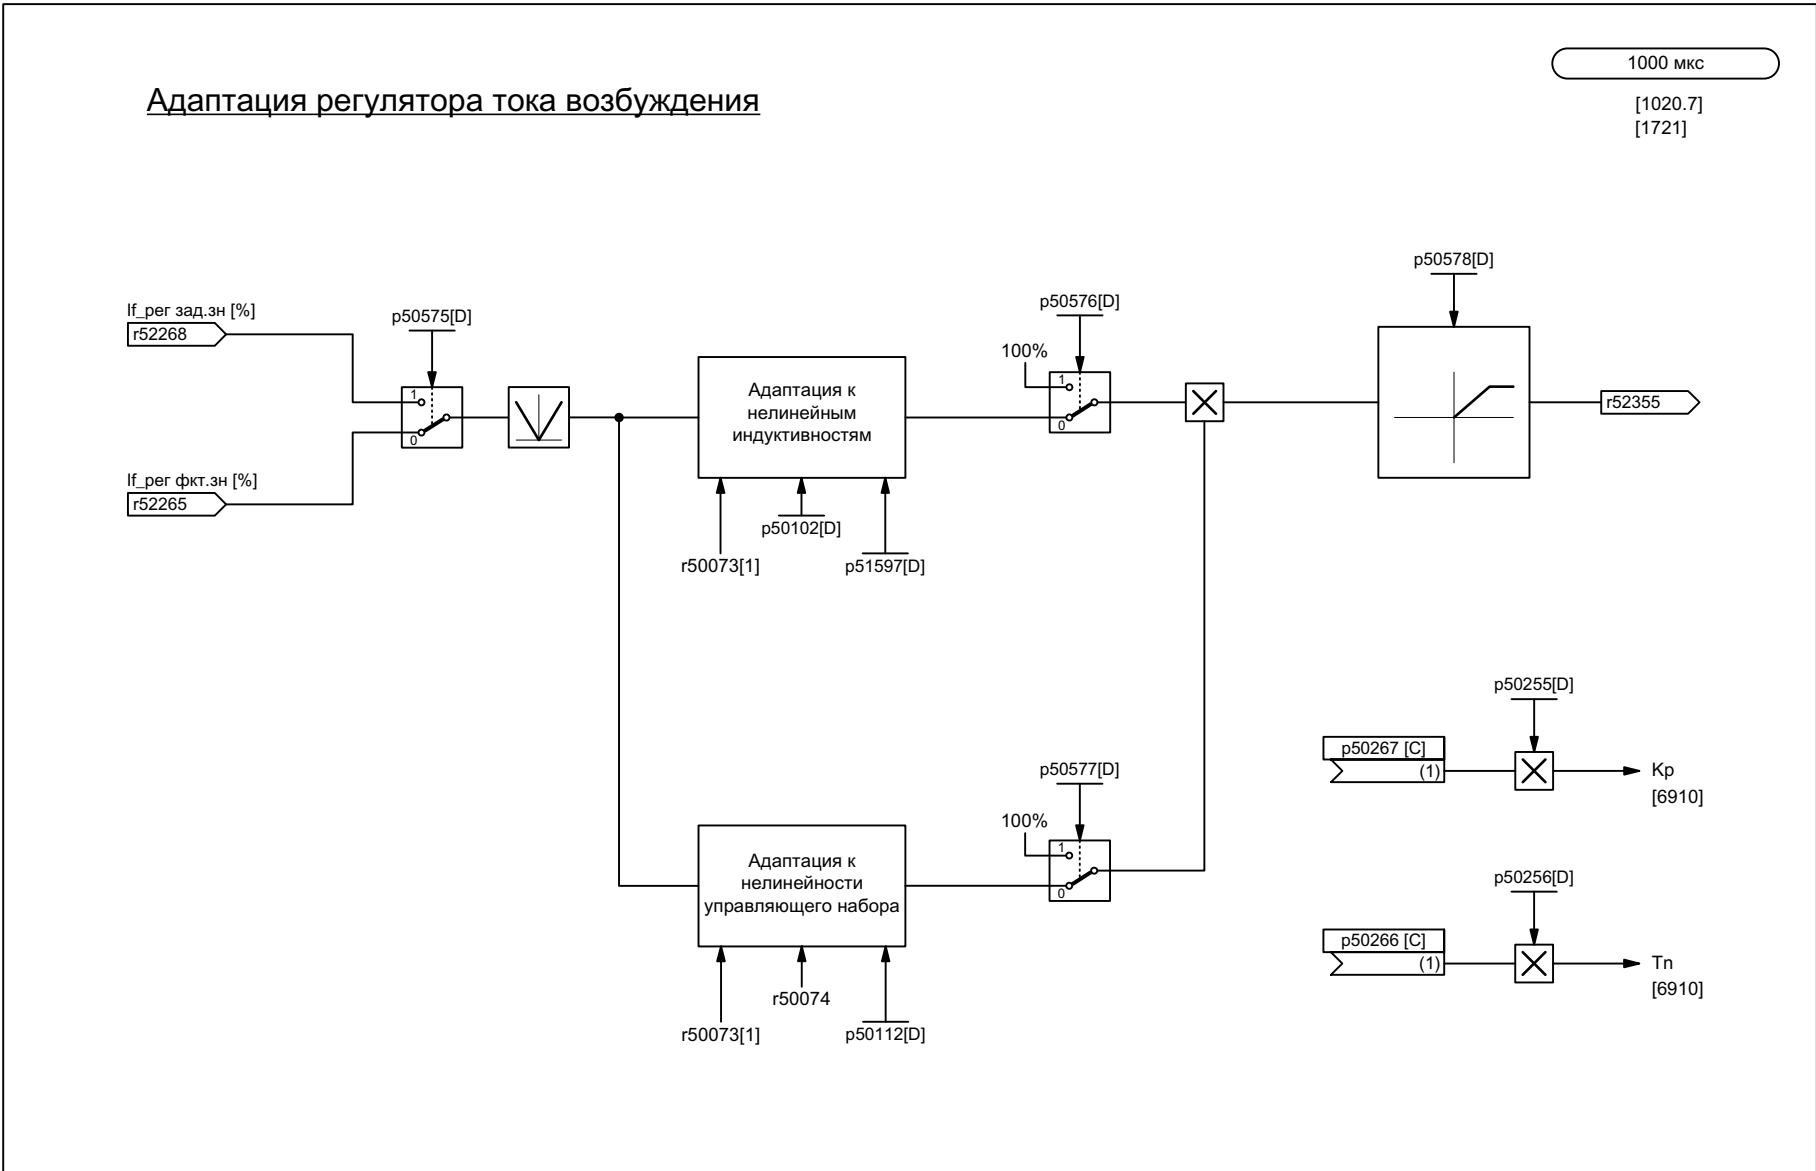 1000 мкс
Адаптация регулятора тока возбуждения
[1020.7]
[1721]
p50578[D]
If_рег зад.зн [%]
r52268
p50575[D]
1
0
If_рег фкт.зн [%]
r52265
Адаптация к
нелинейным
индуктивностям
r50073[1]
p50102[D]
p51597[D]
p50576[D]
100%
1
0
r52355
Адаптация к
нелинейности
управляющего набора
r50073[1]
r50074
p50112[D]
p50577[D]
100%
1
0
p50255[D]
p50267 [C]
(1)
Kp
[6910]
p50256[D]
p50266 [C]
(1)
Tn
[6910]